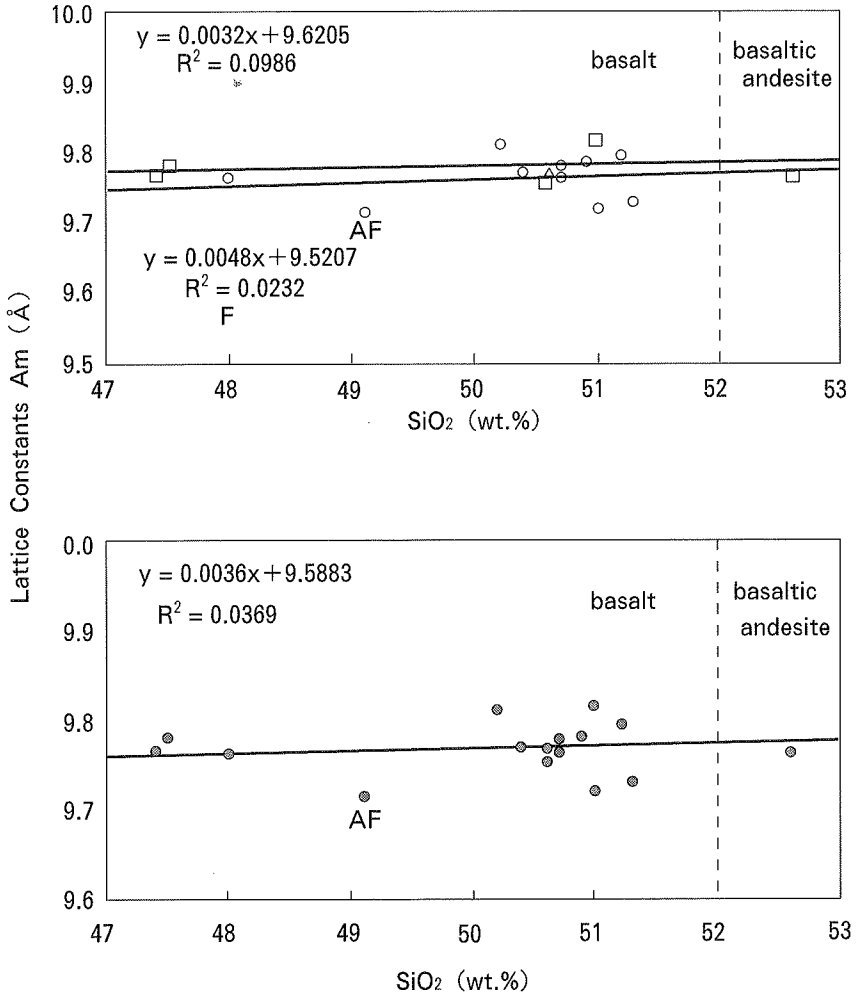 10.0
y = 0.0032x+9.6205
R² = 0.0986
basalt
basaltic
andesite
9.9
9.8
9.7
AF
y = 0.0048x+9.5207
R² = 0.0232
F
9.6
9.5
47 48 49 50 51 52 53
SiO₂ (wt.%)
Lattice Constants Am (Å)
0.0
y = 0.0036x+9.5883
R² = 0.0369
basalt
basaltic
andesite
9.9
9.8
9.7
AF
9.6
47 48 49 50 51 52 53
SiO₂ (wt.%)